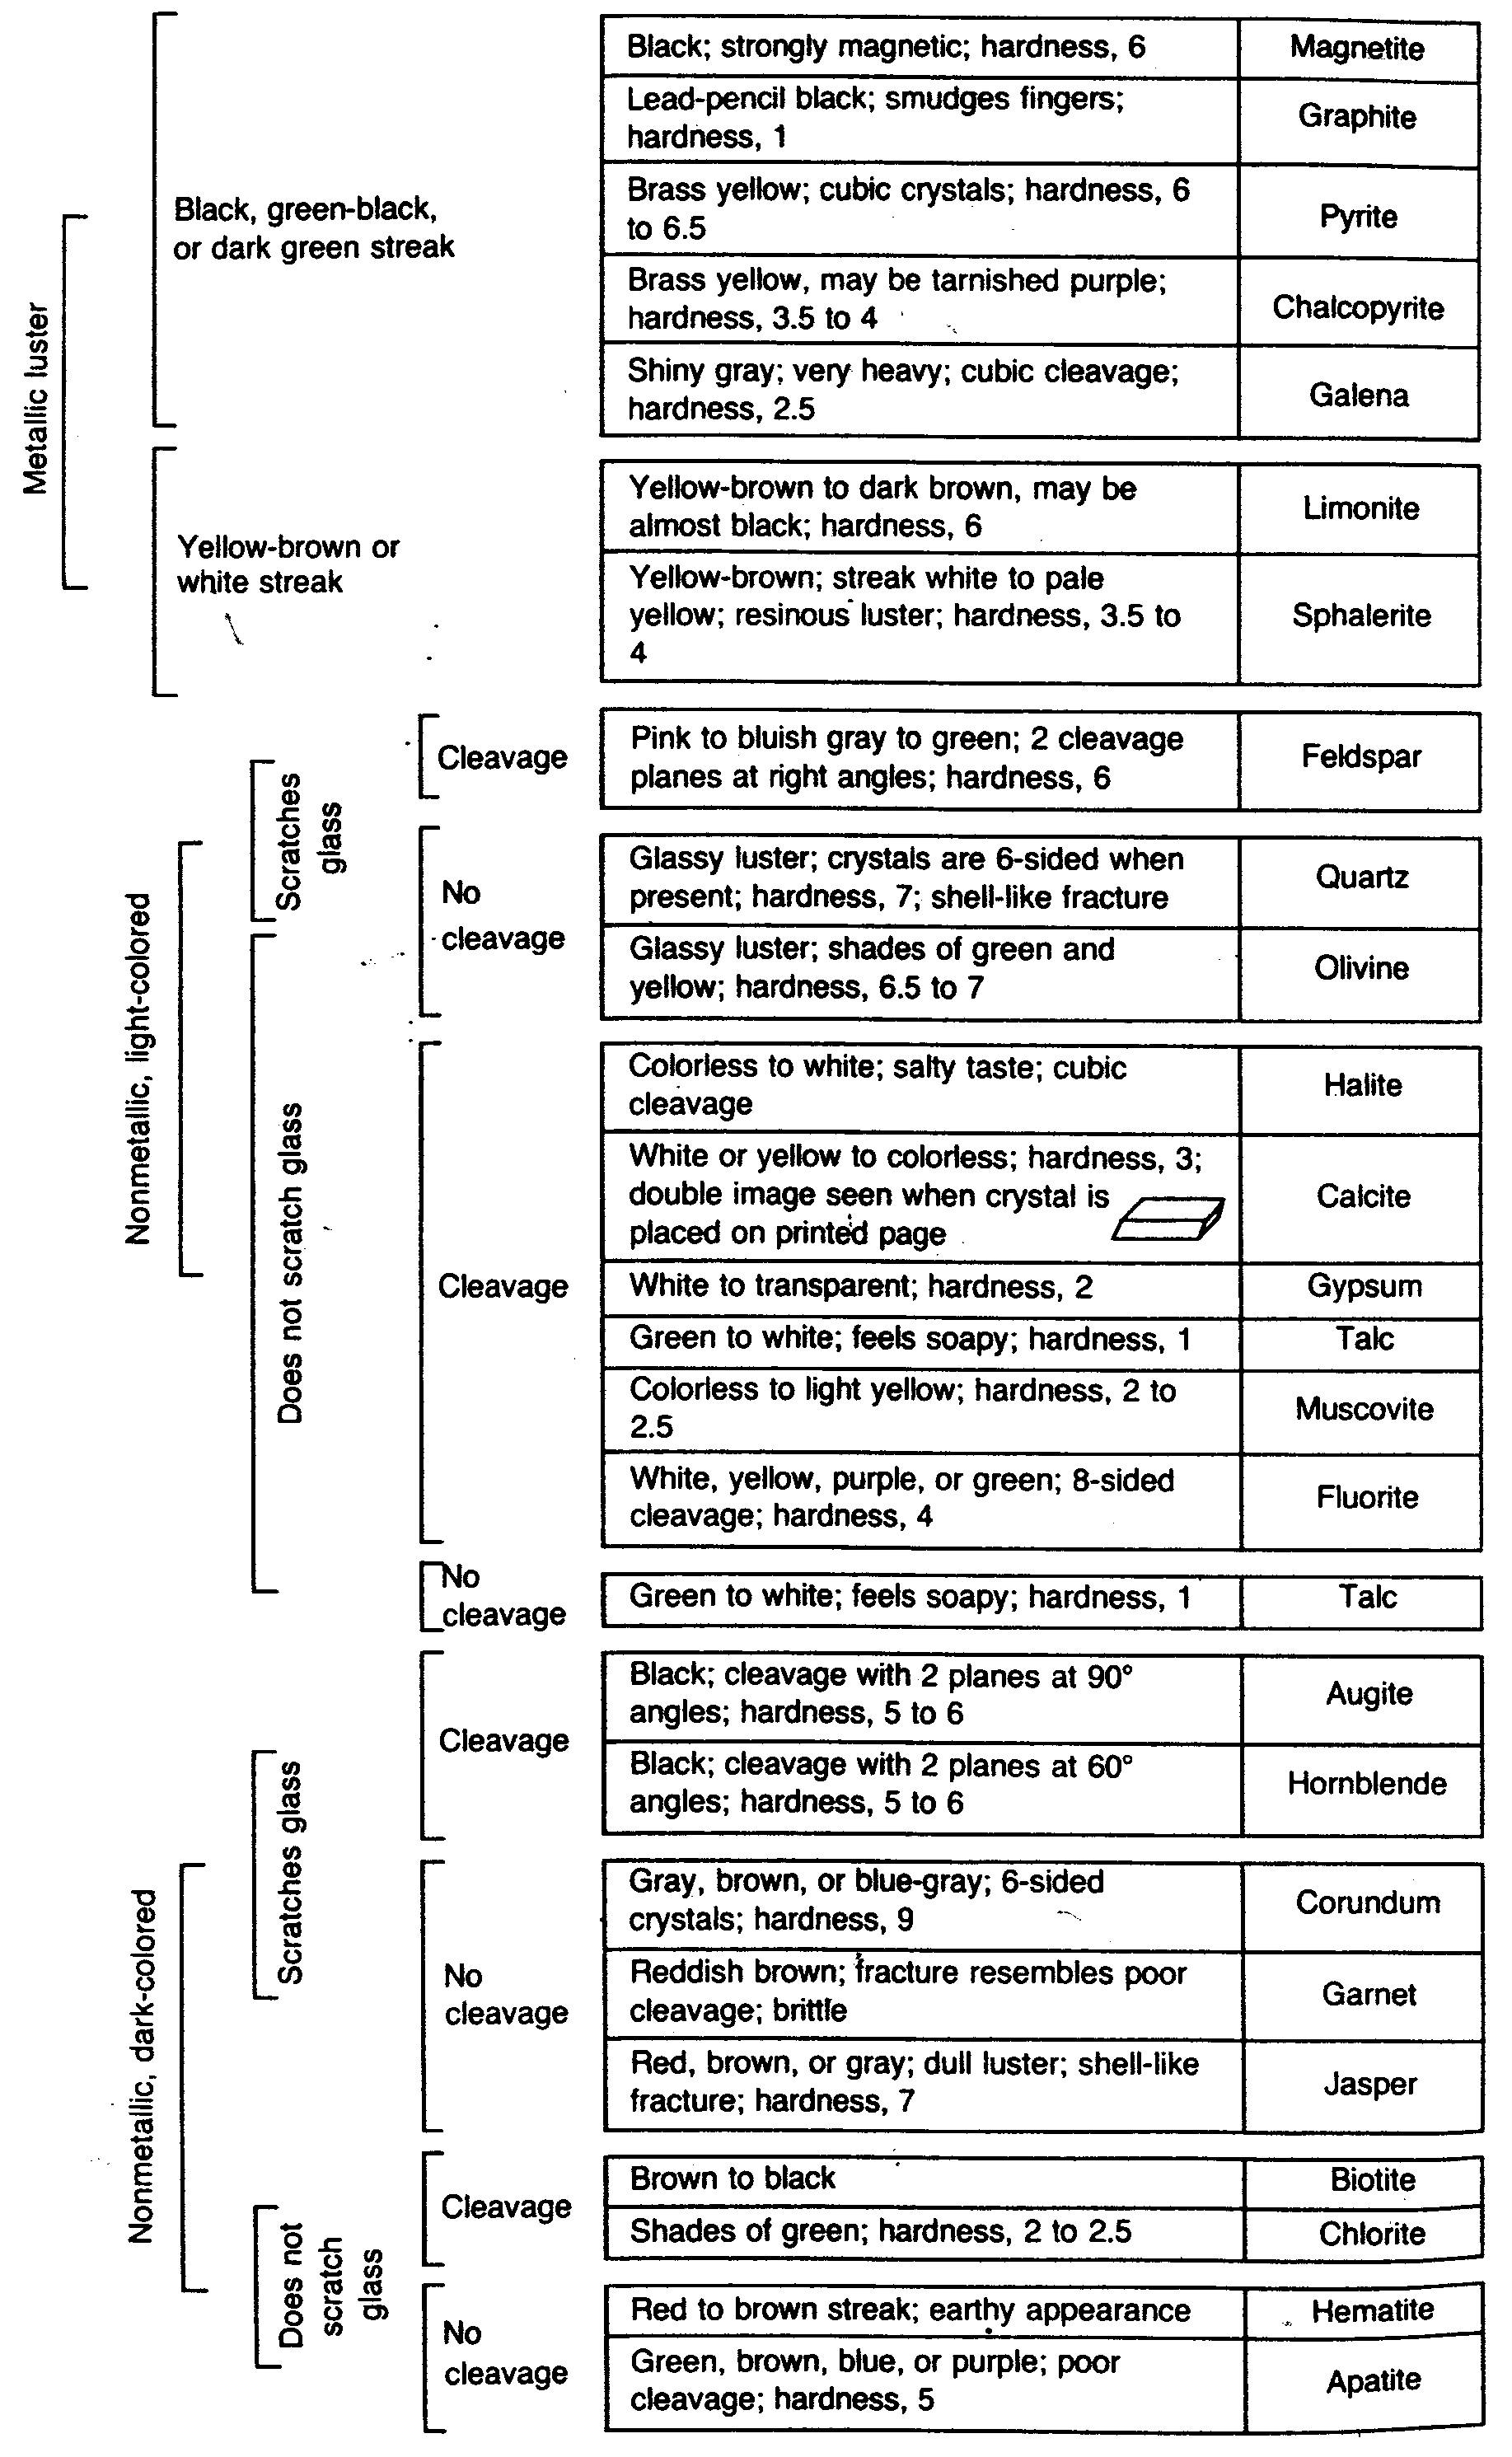 Metallic luster
Black, green-black,
or dark green streak
Black; strongly magnetic; hardness, 6
Magnetite
Lead-pencil black; smudges fingers;
hardness, 1
Graphite
Brass yellow; cubic crystals; hardness, 6
to 6.5
Pyrite
Brass yellow, may be tarnished purple;
hardness, 3.5 to 4
Chalcopyrite
Shiny gray; very heavy; cubic cleavage;
hardness, 2.5
Galena
Yellow-brown or
white streak
Yellow-brown to dark brown, may be
almost black; hardness, 6
Limonite
Yellow-brown; streak white to pale
yellow; resinous luster; hardness, 3.5 to
4
Sphalerite
Nonmetallic, light-colored
Scratches
glass
Cleavage
Pink to bluish gray to green; 2 cleavage
planes at right angles; hardness, 6
Feldspar
No
cleavage
Glassy luster; crystals are 6-sided when
present; hardness, 7; shell-like fracture
Quartz
Glassy luster; shades of green and
yellow; hardness, 6.5 to 7
Olivine
Does not scratch glass
Cleavage
Colorless to white; salty taste; cubic
cleavage
Halite
White or yellow to colorless; hardness, 3;
double image seen when crystal is
placed on printed page
Calcite
White to transparent; hardness, 2
Gypsum
Green to white; feels soapy; hardness, 1
Talc
Colorless to light yellow; hardness, 2 to
2.5
Muscovite
White, yellow, purple, or green; 8-sided
cleavage; hardness, 4
Fluorite
No
cleavage
Green to white; feels soapy; hardness, 1
Talc
Nonmetallic, dark-colored
Scratches glass
Cleavage
Black; cleavage with 2 planes at 90°
angles; hardness, 5 to 6
Augite
Black; cleavage with 2 planes at 60°
angles; hardness, 5 to 6
Hornblende
No
cleavage
Gray, brown, or blue-gray; 6-sided
crystals; hardness, 9
Corundum
Reddish brown; fracture resembles poor
cleavage; brittle
Garnet
Red, brown, or gray; dull luster; shell-like
fracture; hardness, 7
Jasper
Does not
scratch
glass
Cleavage
Brown to black
Biotite
Shades of green; hardness, 2 to 2.5
Chlorite
No
cleavage
Red to brown streak; earthy appearance
Hematite
Green, brown, blue, or purple; poor
cleavage; hardness, 5
Apatite